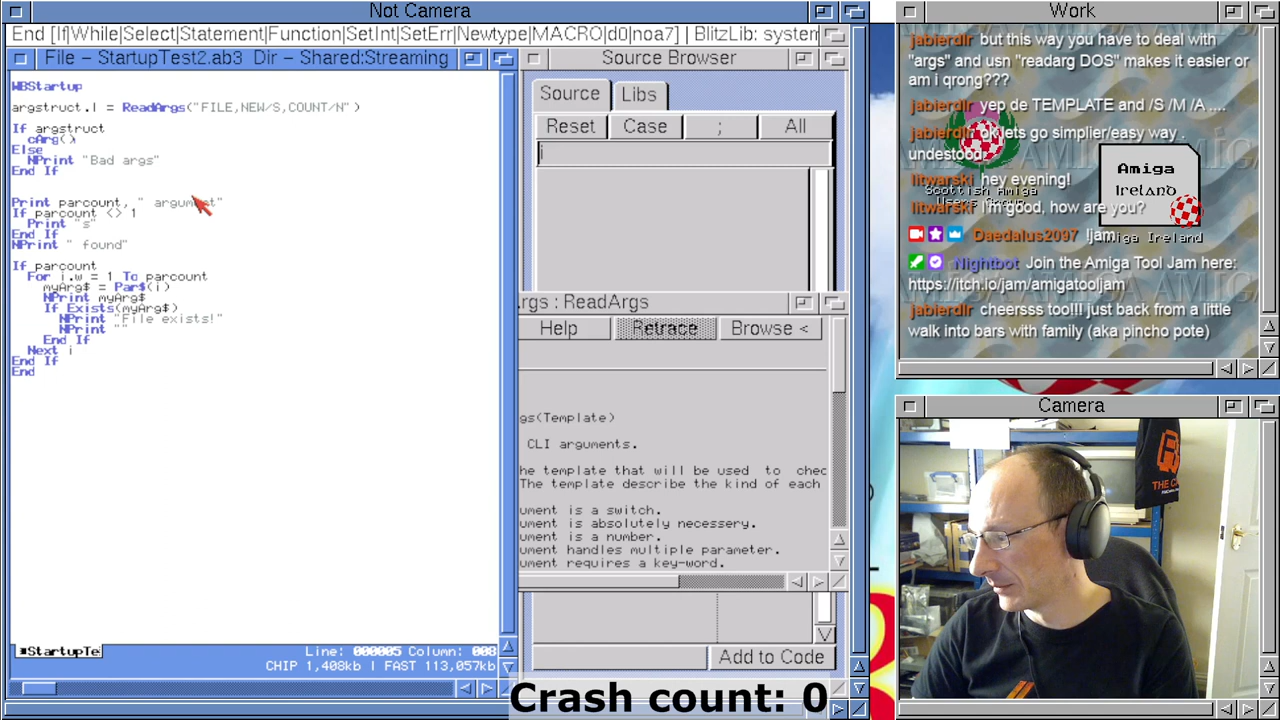 Not Camera
End [If|While|Select|Statement|Function|SetInt|SetErr|Newtype|MACRO|d0|noa7] | BlitzLib: system
File – StartupTest2.ab3 Dir – Shared:Streaming
WBStartup
argstruct.l = ReadArgs("FILE,NEW/S,COUNT/N")
If argstruct
cArg()
Else
NPrint "Bad args"
End If
Print parcount, " argument"
If parcount <> 1
Print "s"
End If
NPrint " found"
If parcount
For i.w = 1 To parcount
myArg$ = Par$(i)
NPrint myArg$
If Exists(myArg$)
NPrint "File exists!"
NPrint ""
End If
Next i
End If
End
*StartupTe
Line: 000005 Column: 008
CHIP 1,408kb | FAST 113,057kb
Source Browser
Source Libs
Reset Case ; All
Args : ReadArgs
Help Retrace Browse <
gs(Template)
CLI arguments.
he template that will be used to chec
The template describe the kind of each
ument is a switch.
ument is absolutely necessery.
ument is a number.
ument handles multiple parameter.
ument requires a key-word.
Add to Code
Crash count: 0
Work
jabierdlr but this way you have to deal with
"args" and usn "readarg DOS" makes it easier or
am i qrong???
jabierdlr yep de TEMPLATE and /S /M /A ....
jabierdlr ok lets go simplier/easy way .
undestood
litwarski hey evening!
litwarski I'm good, how are you?
Daedalus2097 !jam
Nightbot Join the Amiga Tool Jam here:
https://itch.io/jam/amigatooljam
jabierdlr cheersss too!!! just back from a little
walk into bars with family (aka pincho pote)
Scottish Amiga
Users Group
Amiga
Ireland
Amiga Ireland
Camera